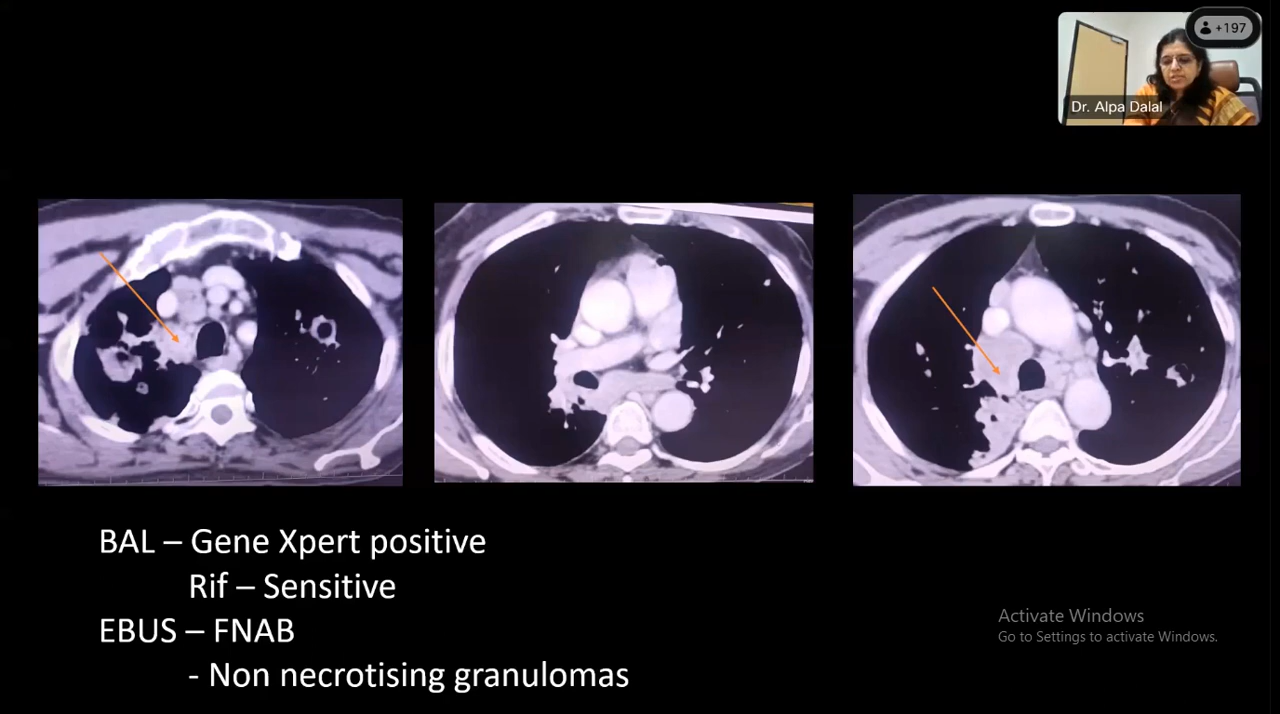 +197
Dr. Alpa Dalal
BAL – Gene Xpert positive
Rif – Sensitive
EBUS – FNAB
- Non necrotising granulomas
Activate Windows
Go to Settings to activate Windows.